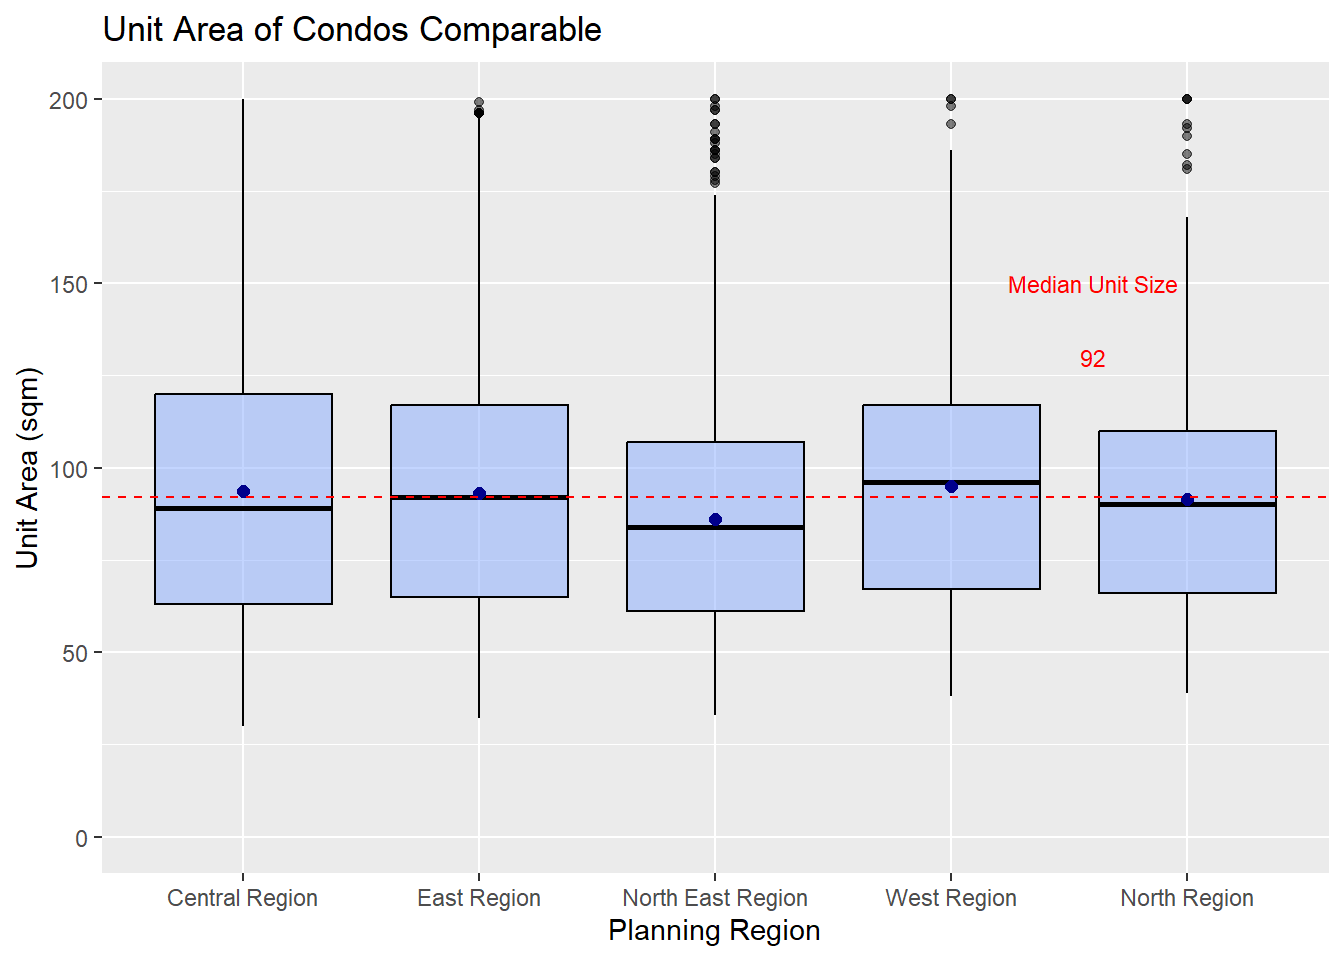 Unit Area of Condos Comparable
Unit Area (sqm)
200
150
100
50
0
Median Unit Size
92
Central Region
East Region
North East Region
West Region
North Region
Planning Region